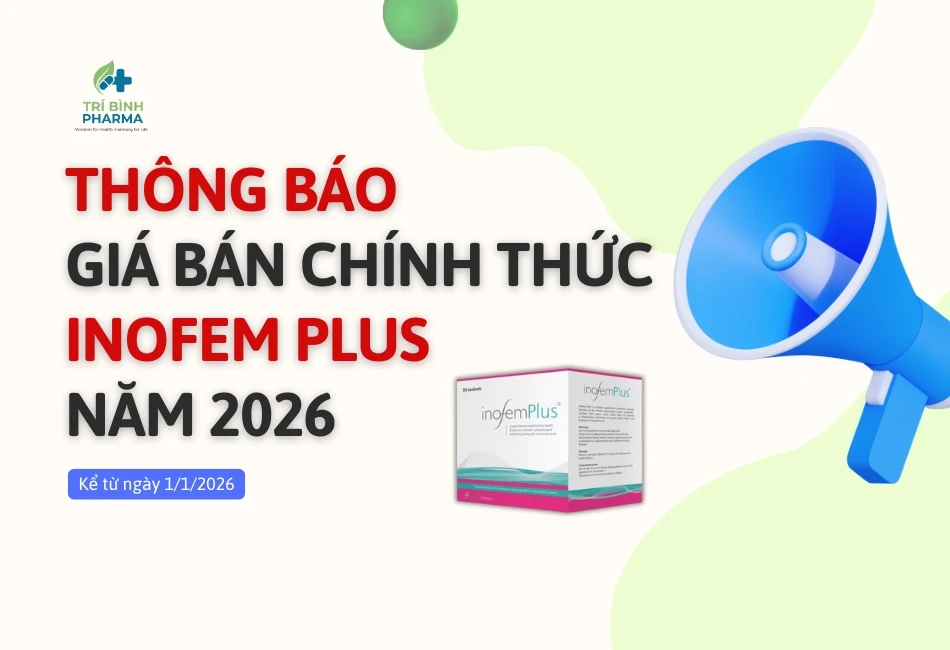 TRÍ BÌNH
PHARMA
Wisdom for Health, Harmony for Life
THÔNG BÁO
GIÁ BÁN CHÍNH THỨC
INOFEM PLUS
NĂM 2026
Kể từ ngày 1/1/2026
30 sachets
inofemPlus®
inofemPlus®